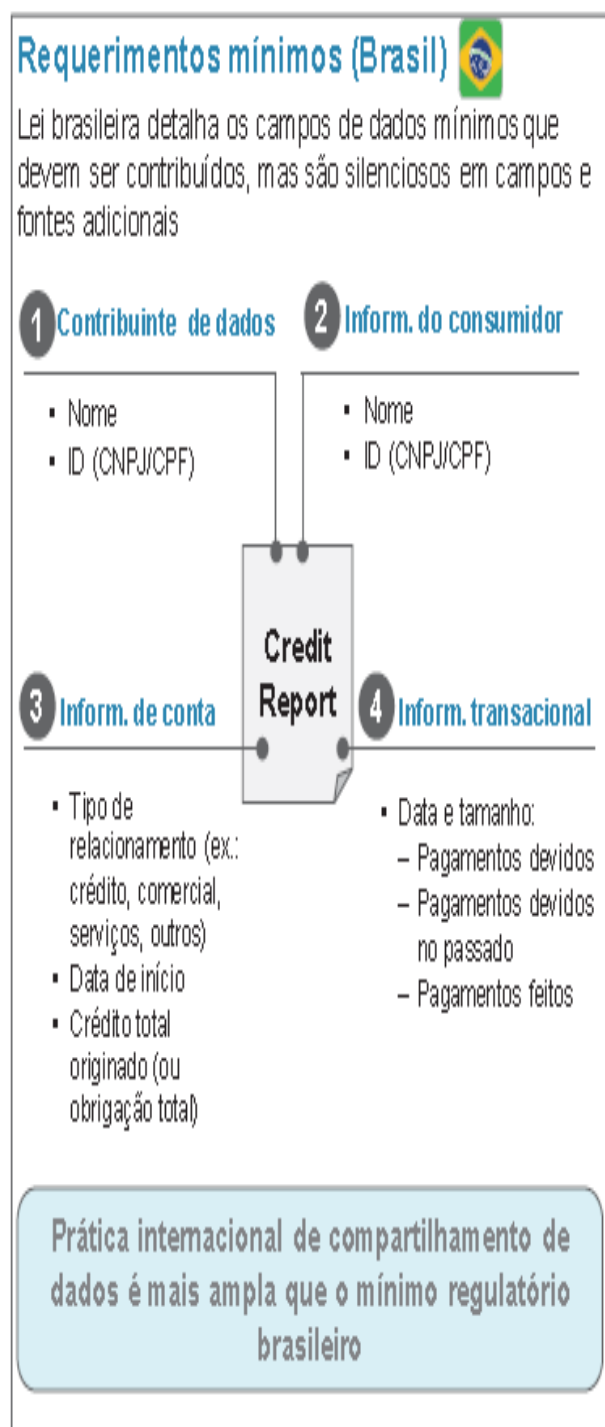 Requerimentos mínimos (Brasil)
Lei brasileira detalha os campos de dados mínimos que
devem ser contribuídos, mas são silenciosos em campos e
fontes adicionais
1 Contribuinte de dados
▪ Nome
▪ ID (CNPJ/CPF)
2 Inform. do consumidor
▪ Nome
▪ ID (CNPJ/CPF)
Credit
Report
3 Inform. de conta
▪ Tipo de
relacionamento (ex.:
crédito, comercial,
serviços, outros)
▪ Data de início
▪ Crédito total
originado (ou
obrigação total)
4 Inform. transacional
▪ Data e tamanho:
– Pagamentos devidos
– Pagamentos devidos
no passado
– Pagamentos feitos
Prática internacional de compartilhamento de
dados é mais ampla que o mínimo regulatório
brasileiro